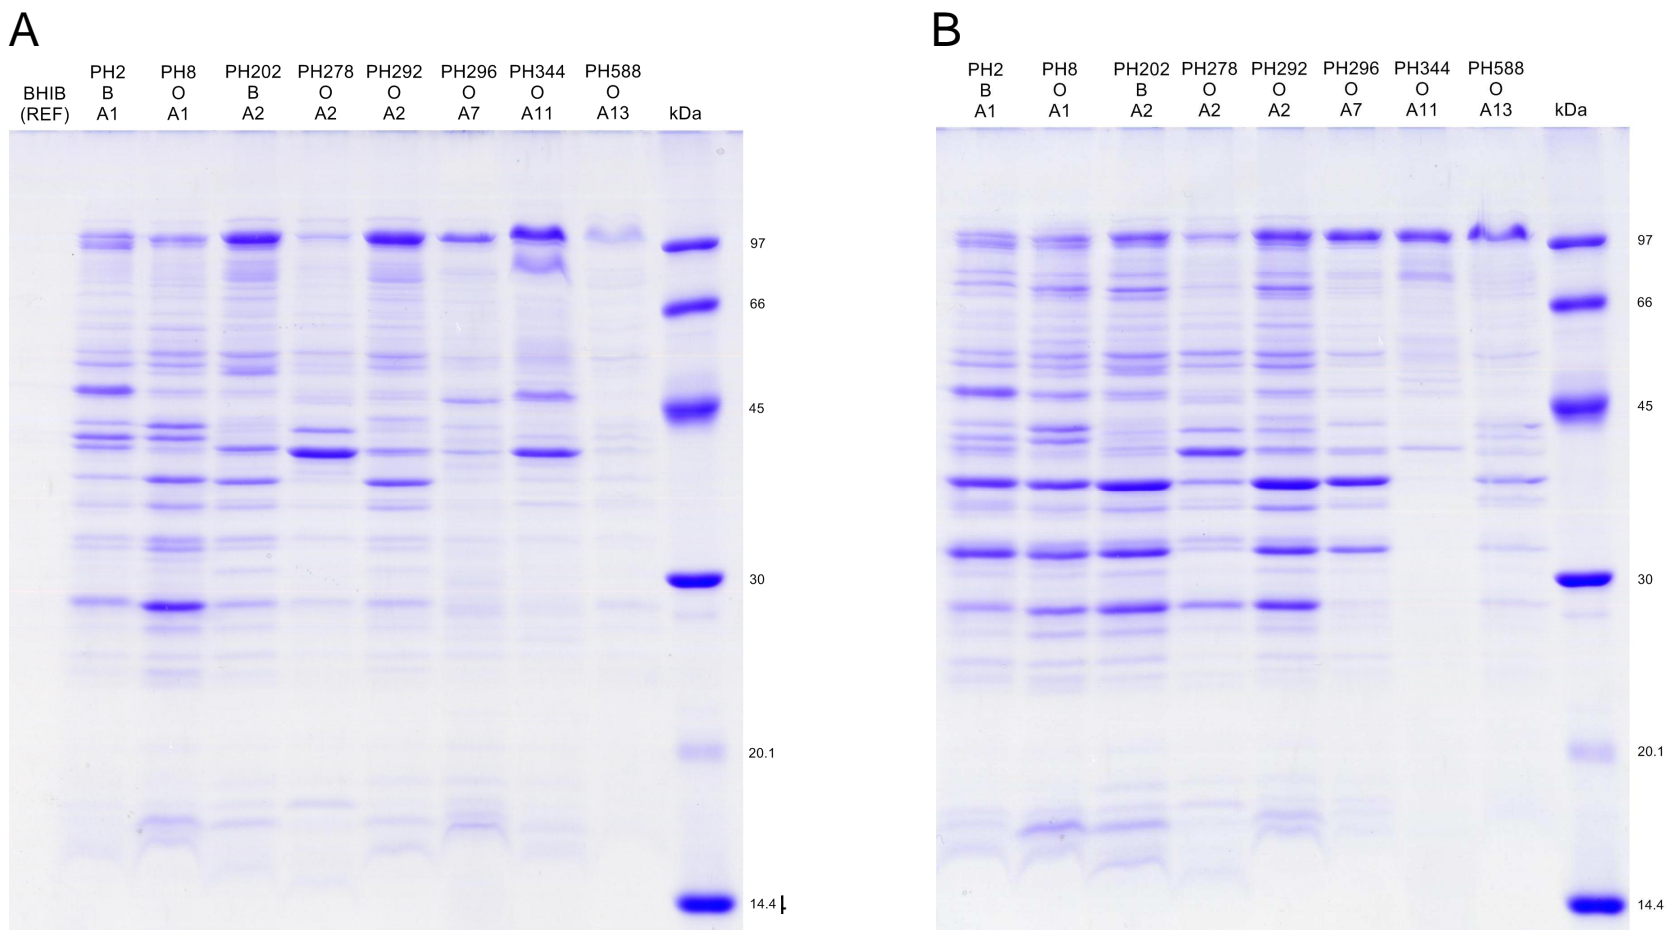 A
PH2 PH8 PH202 PH278 PH292 PH296 PH344 PH588
BHIB B O B O O O O O
(REF) A1 A1 A2 A2 A2 A7 A11 A13 kDa
97
66
45
30
20.1
14.4
B
PH2 PH8 PH202 PH278 PH292 PH296 PH344 PH588
B O B O O O O O
A1 A1 A2 A2 A2 A7 A11 A13 kDa
97
66
45
30
20.1
14.4